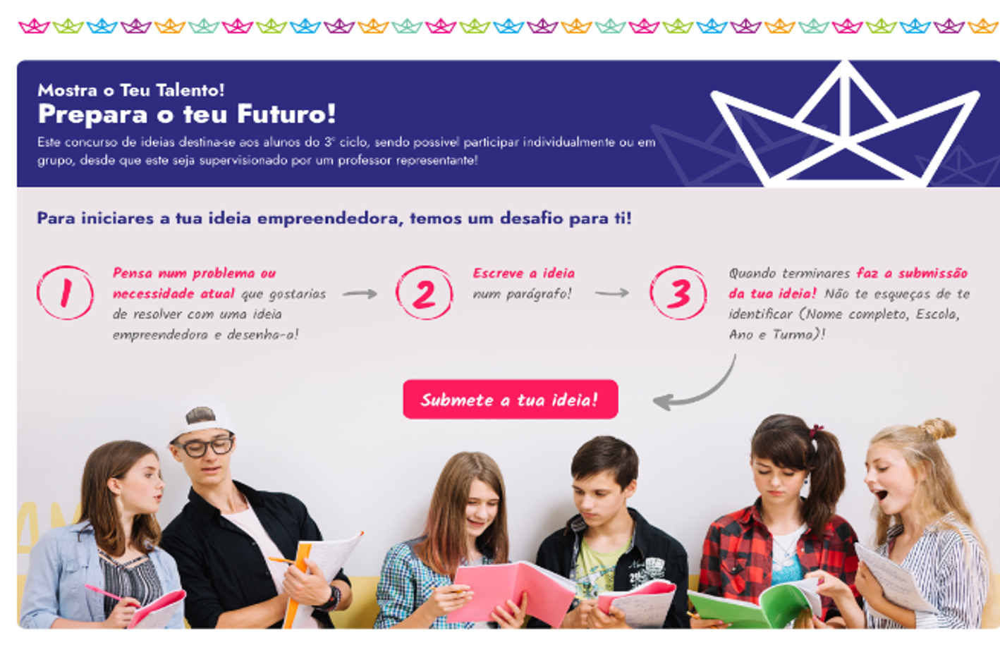 Mostra o Teu Talento!
Prepara o teu Futuro!
Este concurso de ideias destina-se aos alunos do 3º ciclo, sendo possivel participar individualmente ou em
grupo, desde que este seja supervisionado por um professor representante!
Para iniciares a tua ideia empreendedora, temos um desafio para ti!
1
Pensa num problema ou
necessidade atual que gostarias
de resolver com uma ideia
empreendedora e desenha-a!
2
Escreve a ideia
num parágrafo!
3
Quando terminares faz a submissão
da tua ideia! Não te esqueças de te
identificar (Nome completo, Escola,
Ano e Turma)!
Submete a tua ideia!